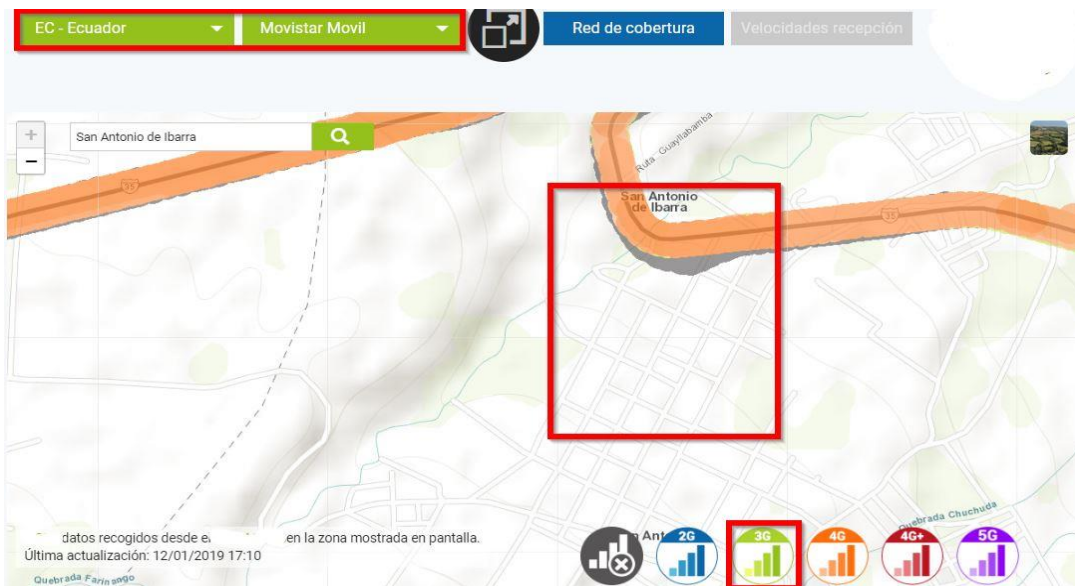 EC - Ecuador
Movistar Movil
Red de cobertura
Velocidades recepción
+
San Antonio de Ibarra
−
Ruta Guayllabamba
35
San Antonio
de Ibarra
35
datos recogidos desde
en la zona mostrada en pantalla.
Última actualización: 12/01/2019 17:10
Ant
2G
3G
4G
4G+
5G
Quebrada Chuchuda
Quebrada Farinango